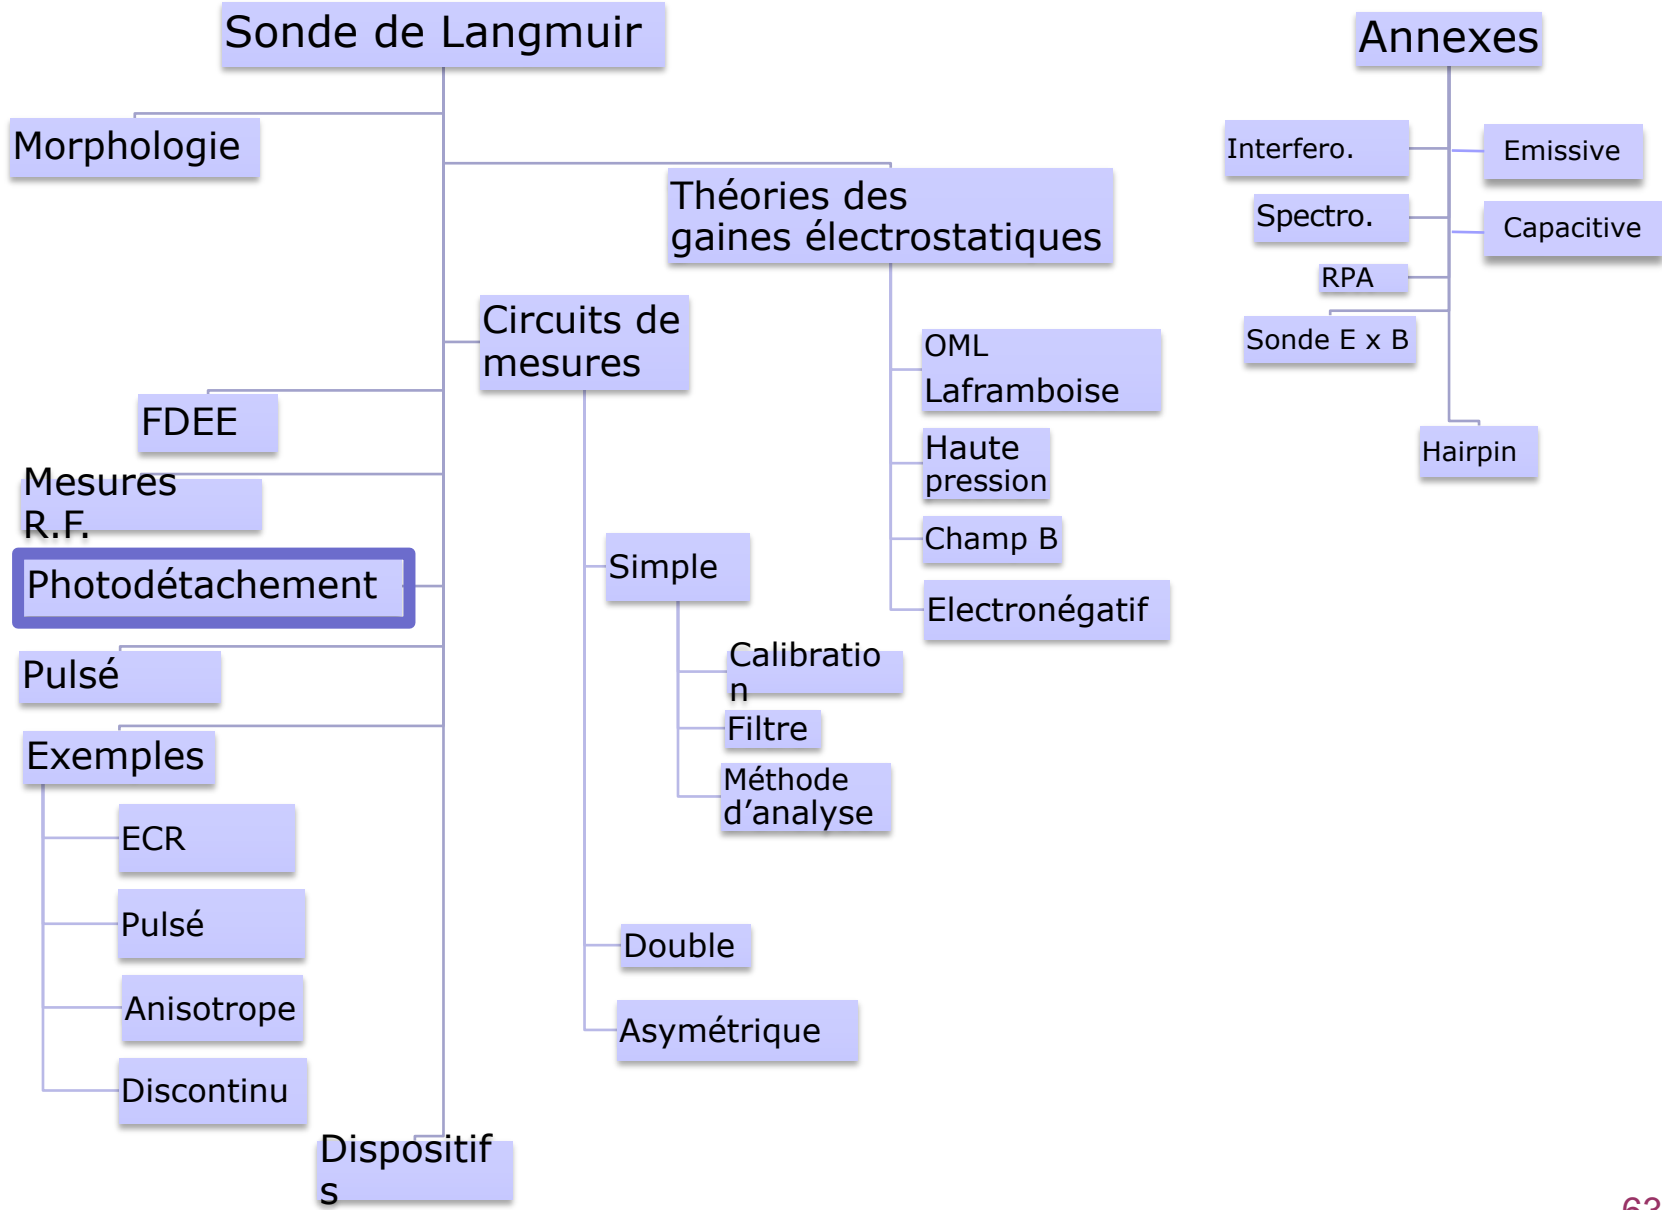 Sonde de Langmuir
Morphologie
Théories des
gaines électrostatiques
Circuits de
mesures
OML
Laframboise
Haute
pression
Champ B
Electronégatif
FDEE
Mesures
R.F.
Photodétachement
Pulsé
Exemples
ECR
Pulsé
Anisotrope
Discontinu
Simple
Calibratio
n
Filtre
Méthode
d’analyse
Double
Asymétrique
Dispositif
s
Annexes
Interfero.
Emissive
Spectro.
Capacitive
RPA
Sonde E x B
Hairpin
63